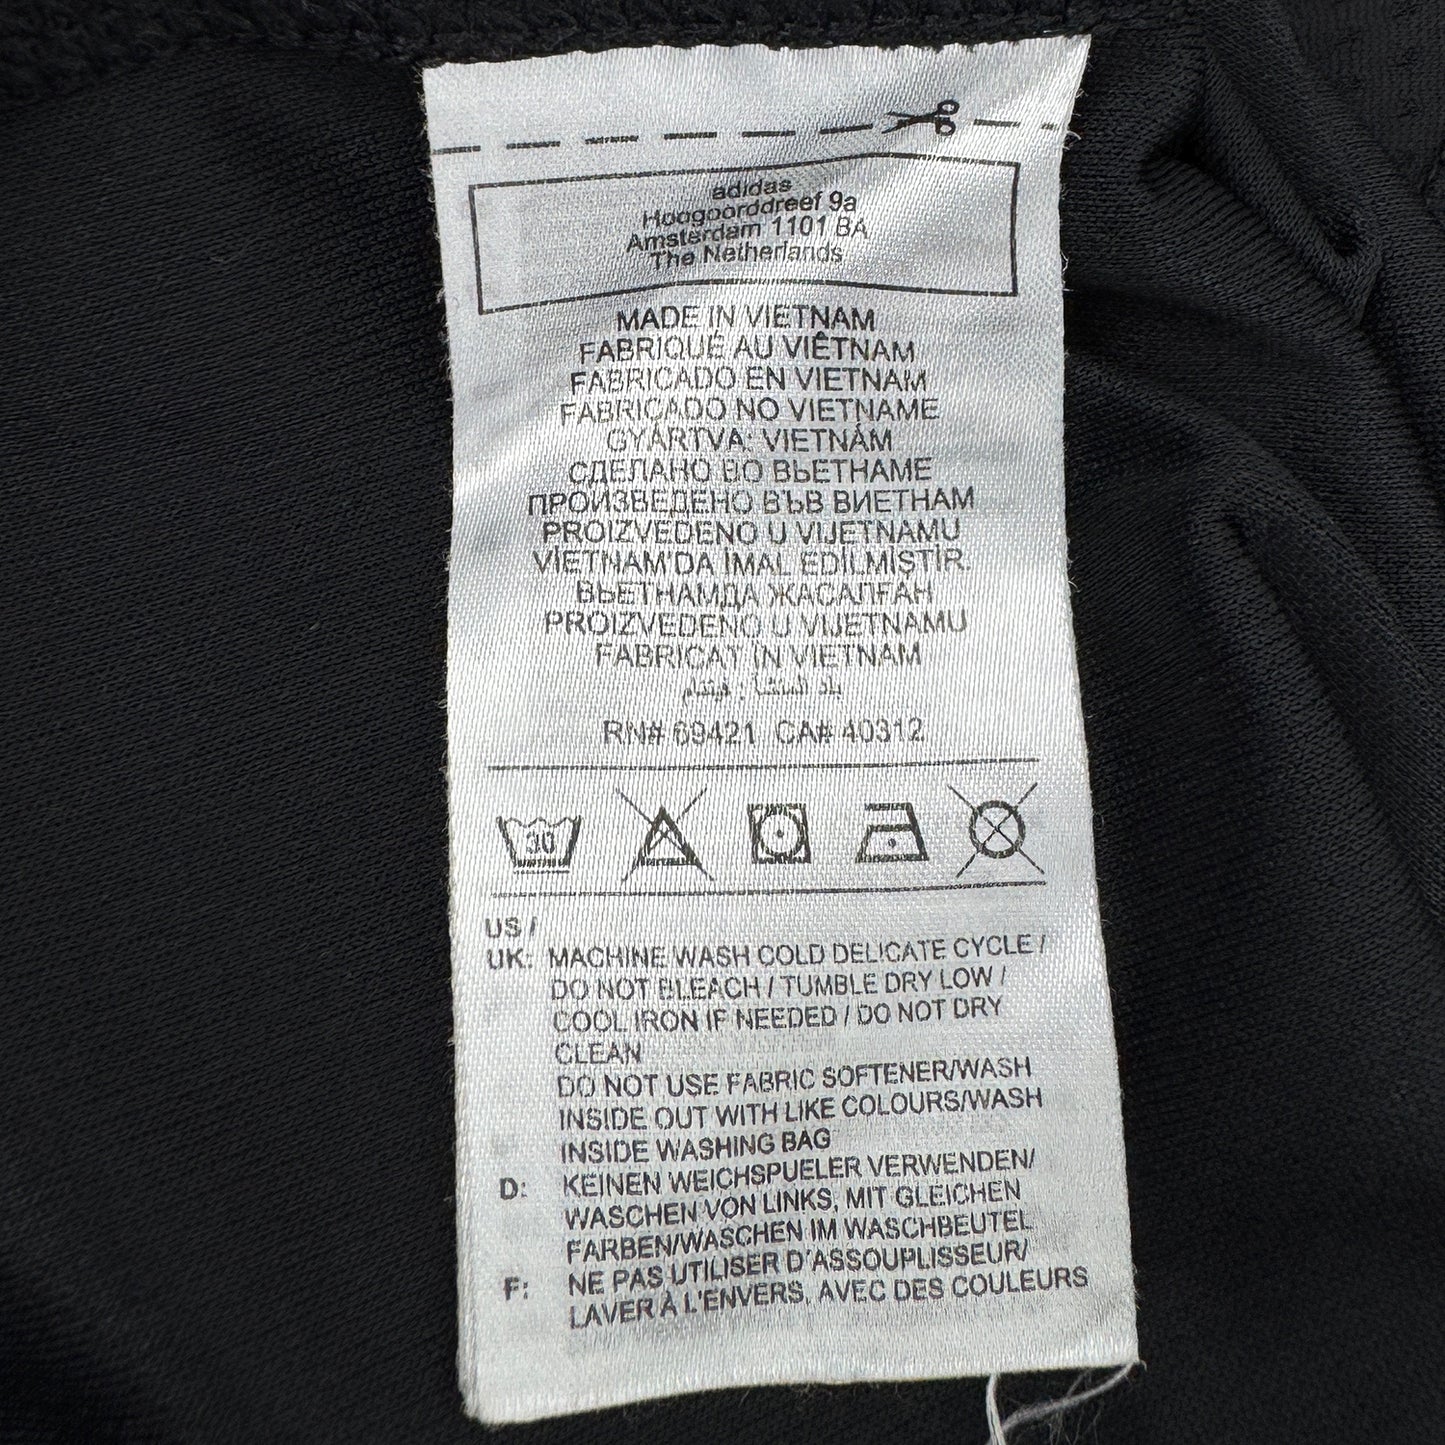 adidas
Hoogoorddreef 9a
Amsterdam 1101 BA
The Netherlands
MADE IN VIETNAM
FABRIQUÉ AU VIÊTNAM
FABRICADO EN VIETNAM
FABRICADO NO VIETNAME
GYÁRTVA: VIETNÁM
СДЕЛАНО ВО ВЬЕТНАМЕ
ПРОИЗВЕДЕНО ВЪВ ВИЕТНАМ
PROIZVEDENO U VIJETNAMU
VİETNAM'DA İMAL EDİLMİŞTİR.
ВЬЕТНАМДА ЖАСАЛҒАН
PROIZVEDENO U VIJETNAMU
FABRICAT ÎN VIETNAM
بلد المنشأ : فيتنام
RN# 69421 CA# 40312
30
US /
UK: MACHINE WASH COLD DELICATE CYCLE /
DO NOT BLEACH / TUMBLE DRY LOW /
COOL IRON IF NEEDED / DO NOT DRY
CLEAN
DO NOT USE FABRIC SOFTENER/WASH
INSIDE OUT WITH LIKE COLOURS/WASH
INSIDE WASHING BAG
D: KEINEN WEICHSPUELER VERWENDEN/
WASCHEN VON LINKS, MIT GLEICHEN
FARBEN/WASCHEN IM WASCHBEUTEL
F: NE PAS UTILISER D'ASSOUPLISSEUR/
LAVER À L'ENVERS, AVEC DES COULEURS